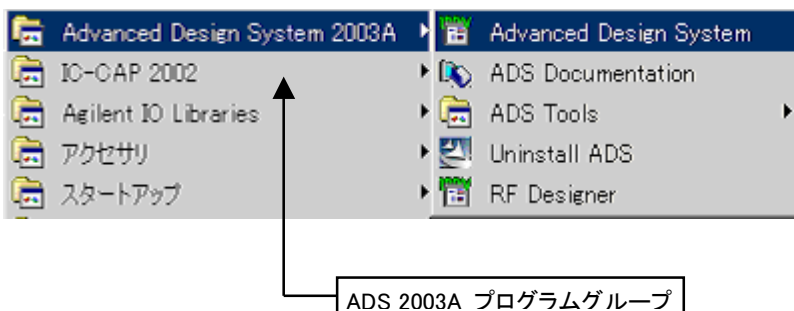 Advanced Design System 2003A
IC-CAP 2002
Agilent IO Libraries
アクセサリ
スタートアップ
Advanced Design System
ADS Documentation
ADS Tools
Uninstall ADS
RF Designer
ADS 2003A プログラムグループ